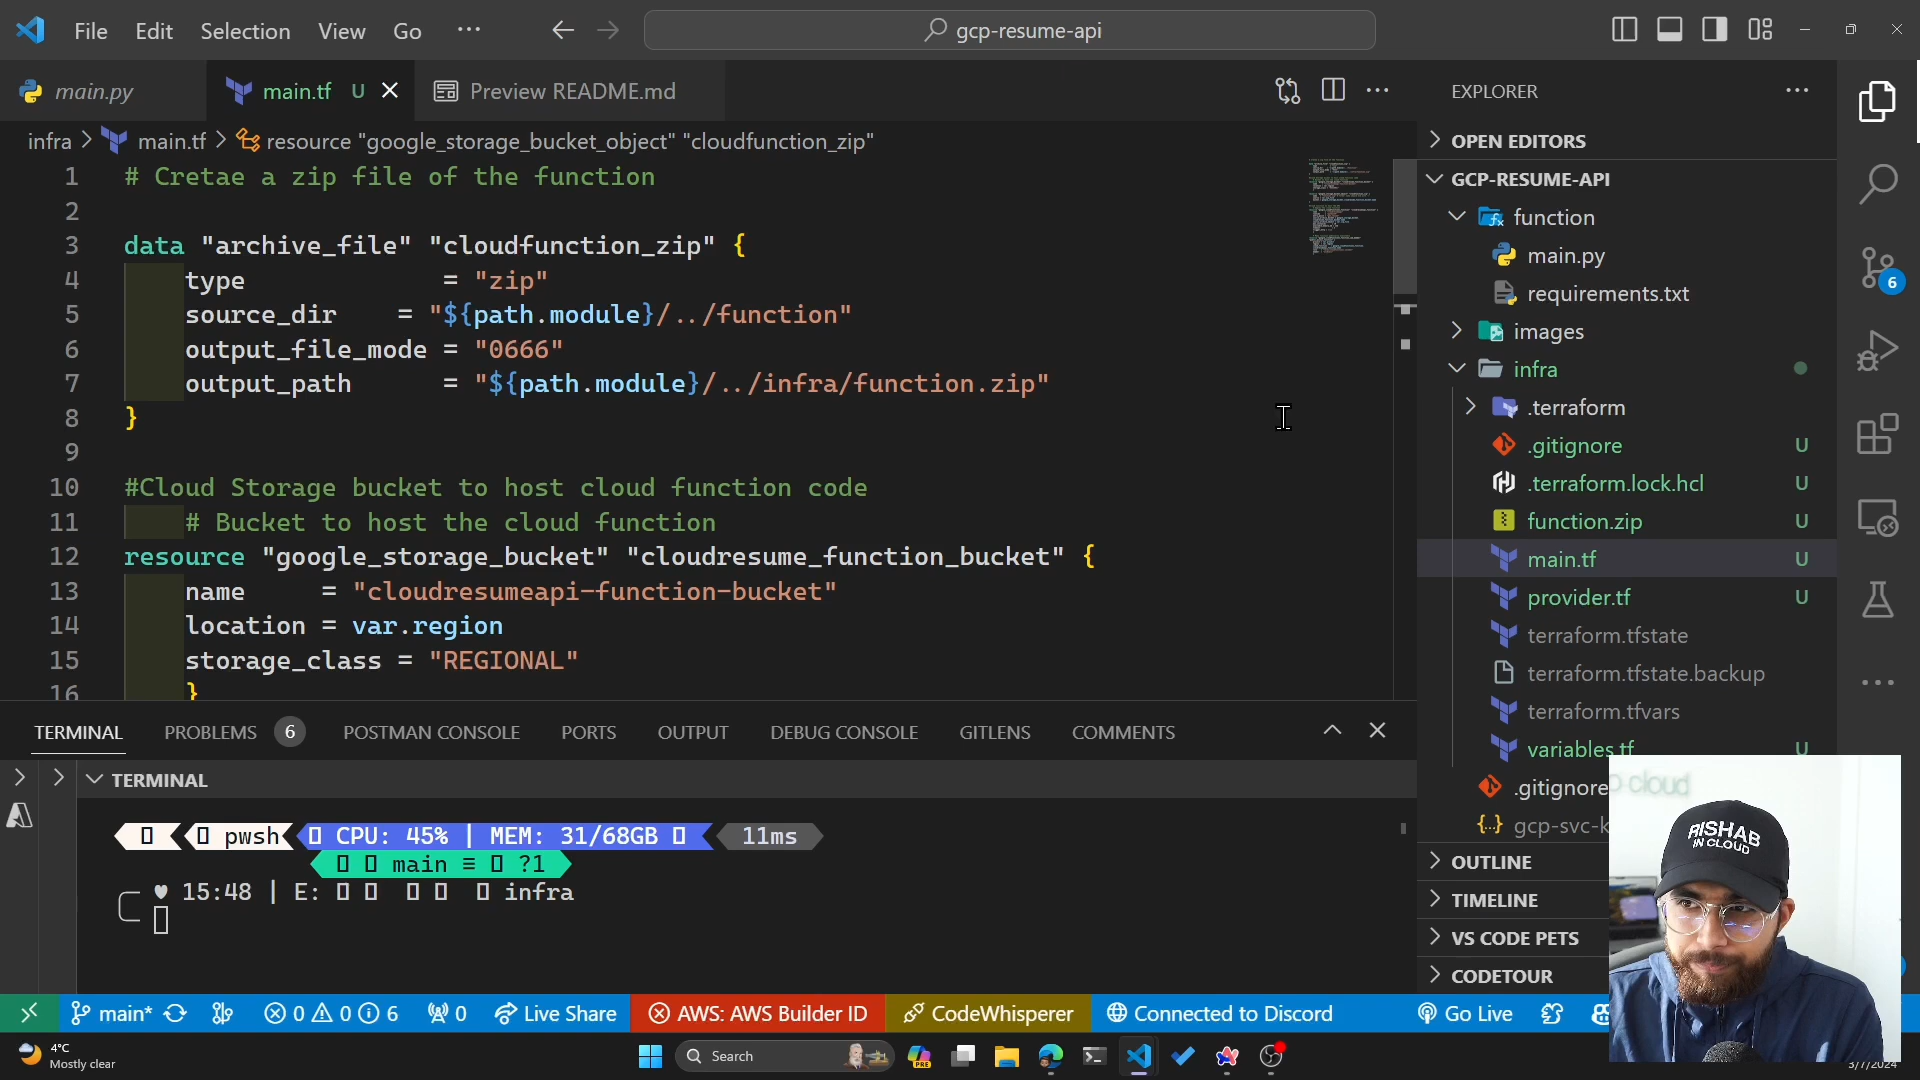 File Edit Selection View Go ···
gcp-resume-api
main.py
main.tf U
Preview README.md
infra > main.tf > resource "google_storage_bucket_object" "cloudfunction_zip"
1 # Cretae a zip file of the function
2
3 data "archive_file" "cloudfunction_zip" {
4 type = "zip"
5 source_dir = "${path.module}/../function"
6 output_file_mode = "0666"
7 output_path = "${path.module}/../infra/function.zip"
8 }
9
10 #Cloud Storage bucket to host cloud function code
11 # Bucket to host the cloud function
12 resource "google_storage_bucket" "cloudresume_function_bucket" {
13 name = "cloudresumeapi-function-bucket"
14 location = var.region
15 storage_class = "REGIONAL"
16 }
TERMINAL PROBLEMS 6 POSTMAN CONSOLE PORTS OUTPUT DEBUG CONSOLE GITLENS COMMENTS
TERMINAL
pwsh CPU: 45% | MEM: 31/68GB 11ms
main ≡ ?1
15:48 | E: infra
EXPLORER
OPEN EDITORS
GCP-RESUME-API
function
main.py
requirements.txt
images
infra
.terraform
.gitignore U
.terraform.lock.hcl U
function.zip U
main.tf U
provider.tf U
terraform.tfstate
terraform.tfstate.backup
terraform.tfvars
variables.tf U
.gitignore
gcp-svc-k
OUTLINE
TIMELINE
VS CODE PETS
CODETOUR
6
cloud
RISHAB
IN CLOUD
main* 0 0 6 0 Live Share AWS: AWS Builder ID CodeWhisperer Connected to Discord Go Live
4°C
Mostly clear
Search
PRE
3/7/2024